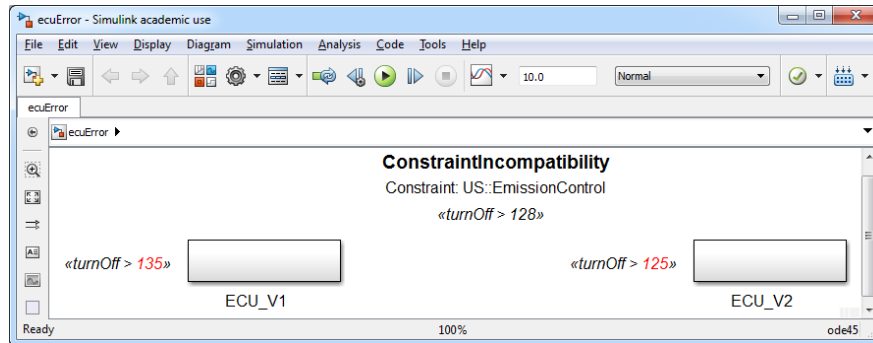 ecuError - Simulink academic use
File Edit View Display Diagram Simulation Analysis Code Tools Help
10.0 Normal
ecuError
ecuError
ConstraintIncompatibility
Constraint: US::EmissionControl
«turnOff > 128»
«turnOff > 135» «turnOff > 125»
ECU_V1 ECU_V2
Ready 100% ode45